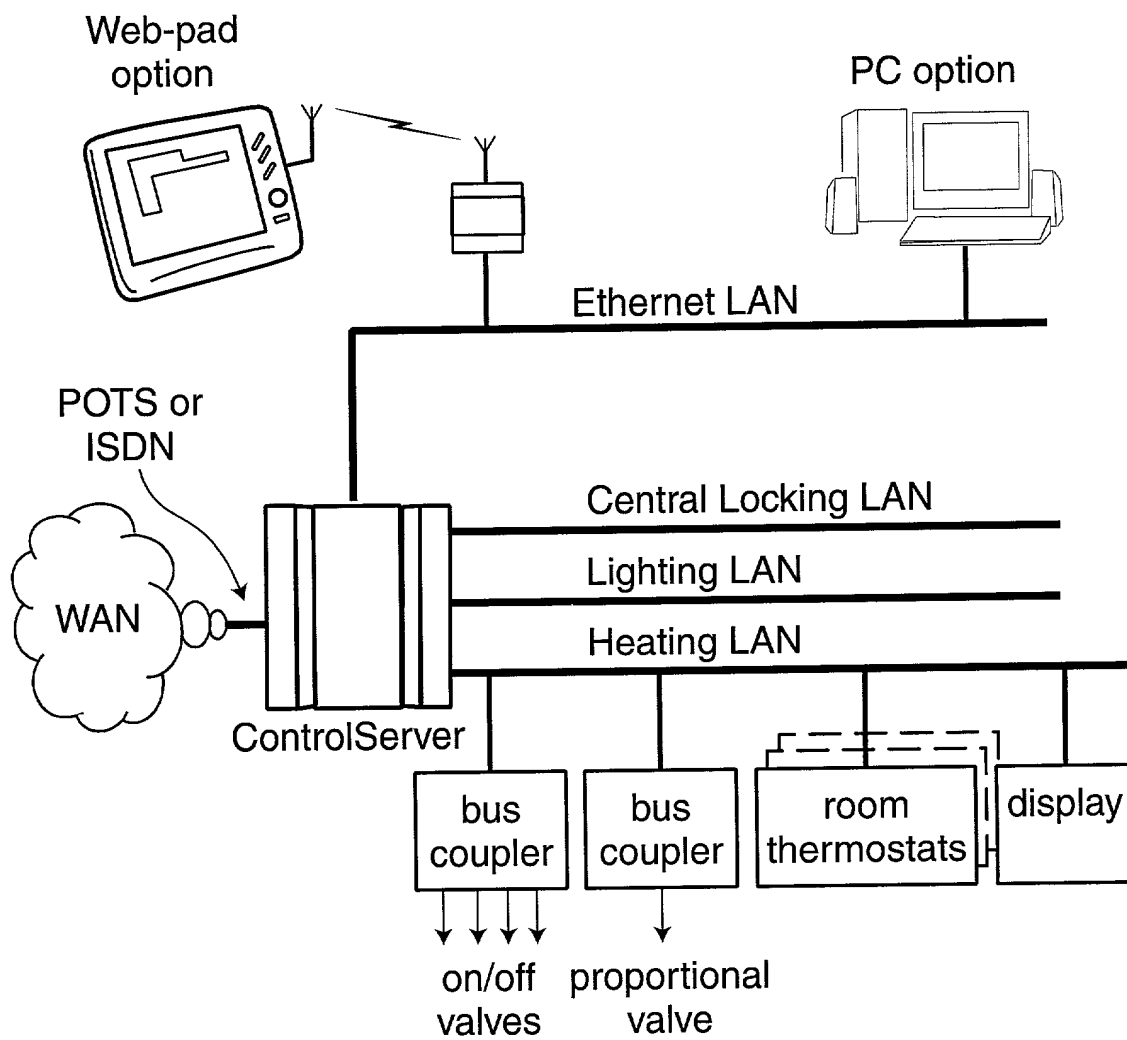 Web-pad
option
PC option
Ethernet LAN
POTS or
ISDN
Central Locking LAN
Lighting LAN
WAN
Heating LAN
ControlServer
bus
coupler
bus
coupler
room
thermostats
display
on/off
valves
proportional
valve